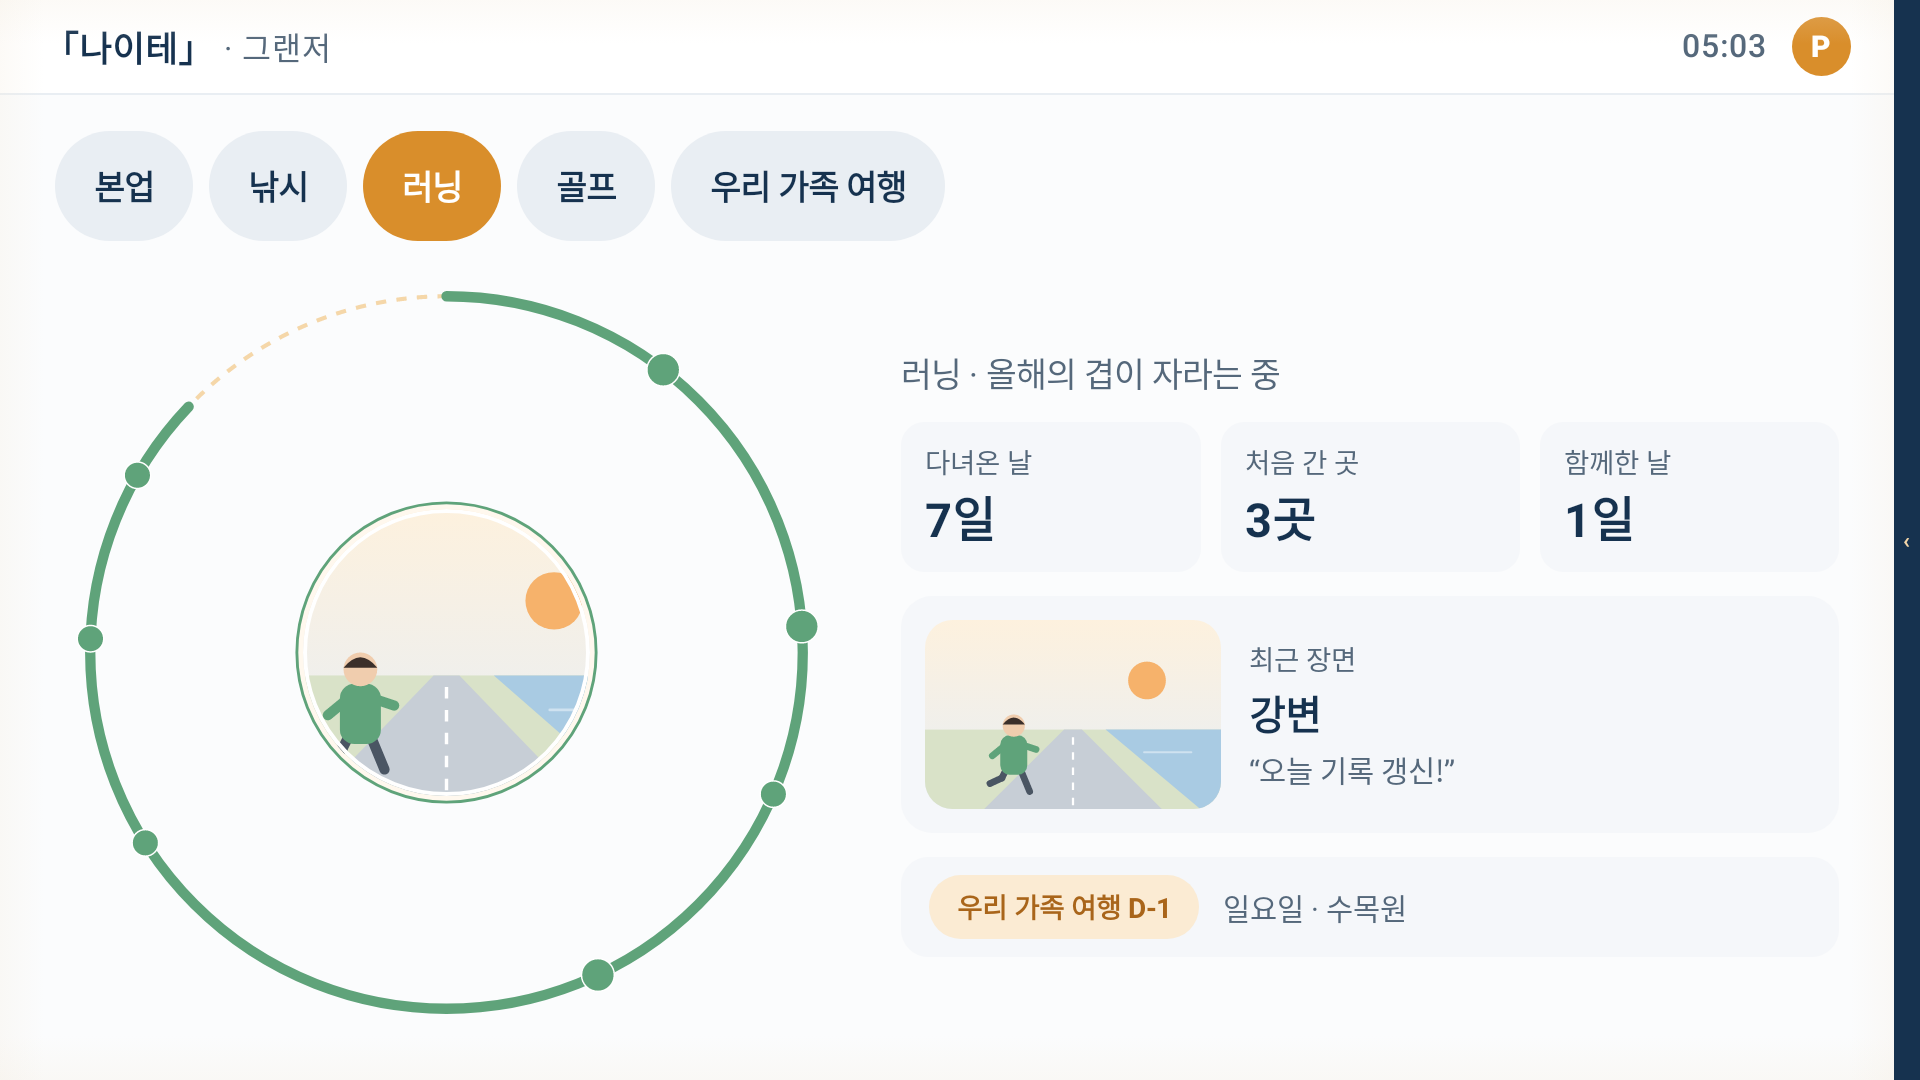 「나이테」 · 그랜저
05:03
P
본업
낚시
러닝
골프
우리 가족 여행
러닝 · 올해의 겹이 자라는 중
다녀온 날
7일
처음 간 곳
3곳
함께한 날
1일
최근 장면
강변
“오늘 기록 갱신!”
우리 가족 여행 D-1
일요일 · 수목원
‹